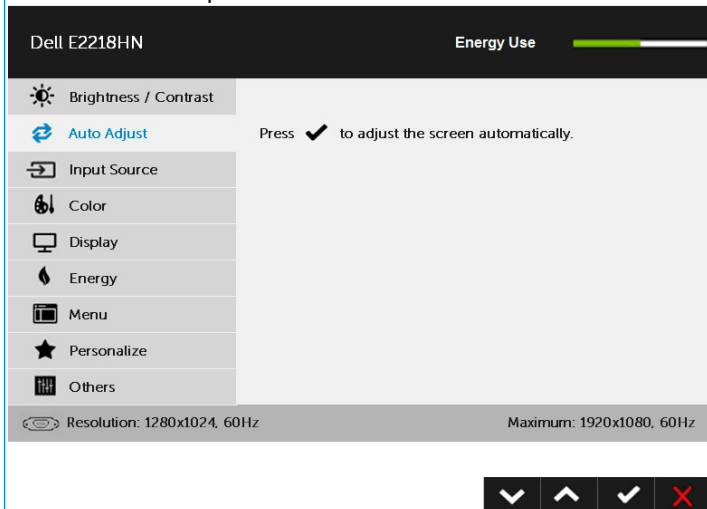 Dell E2218HN Energy Use
Brightness / Contrast
Auto Adjust Press ✔ to adjust the screen automatically.
Input Source
Color
Display
Energy
Menu
Personalize
Others
Resolution: 1280x1024, 60Hz Maximum: 1920x1080, 60Hz